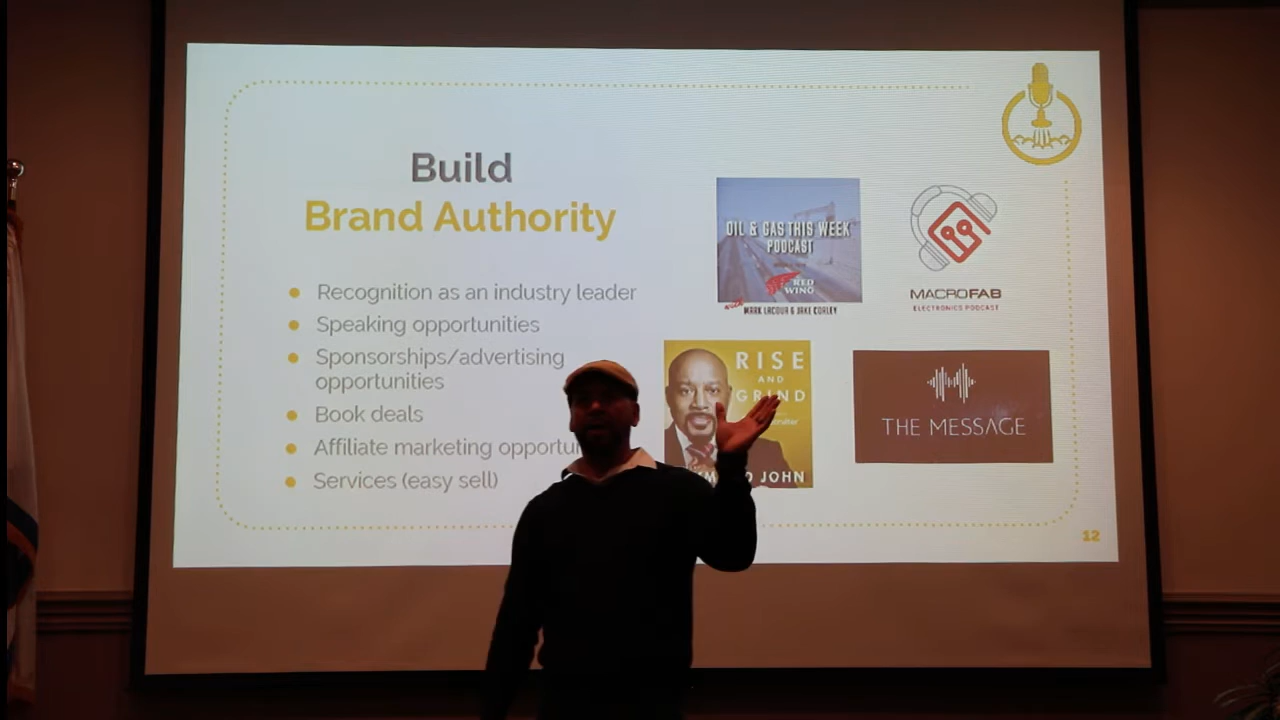 Build
Brand Authority
Recognition as an industry leader
Speaking opportunities
Sponsorships/advertising
opportunities
Book deals
Affiliate marketing
Services (easy sell)
OIL & GAS THIS WEEK
PODCAST
RED
WING
with MARK LACOUR & JAKE CORLEY
MACROFAB
ELECTRONICS PODCAST
RISE
AND
GRIND
JOHN
THE MESSAGE
12